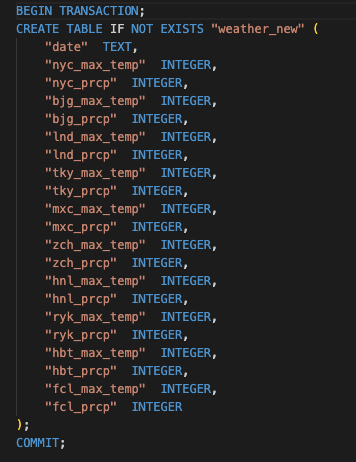 BEGIN TRANSACTION;
CREATE TABLE IF NOT EXISTS "weather_new" (
"date" TEXT,
"nyc_max_temp" INTEGER,
"nyc_prcp" INTEGER,
"bjg_max_temp" INTEGER,
"bjg_prcp" INTEGER,
"lnd_max_temp" INTEGER,
"lnd_prcp" INTEGER,
"tky_max_temp" INTEGER,
"tky_prcp" INTEGER,
"mxc_max_temp" INTEGER,
"mxc_prcp" INTEGER,
"zch_max_temp" INTEGER,
"zch_prcp" INTEGER,
"hnl_max_temp" INTEGER,
"hnl_prcp" INTEGER,
"ryk_max_temp" INTEGER,
"ryk_prcp" INTEGER,
"hbt_max_temp" INTEGER,
"hbt_prcp" INTEGER,
"fcl_max_temp" INTEGER,
"fcl_prcp" INTEGER
);
COMMIT;